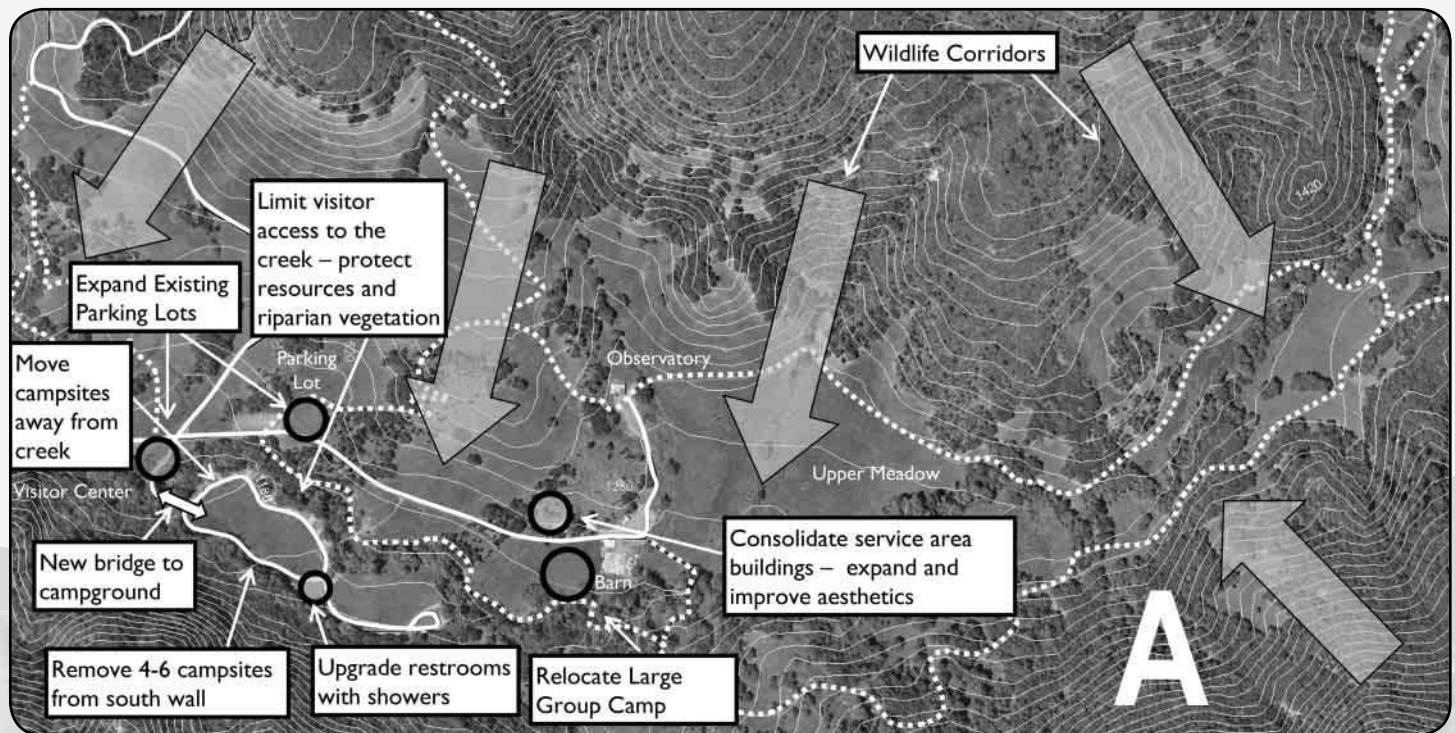 Wildlife Corridors
1420
Limit visitor
access to the
creek – protect
resources and
riparian vegetation
Expand Existing
Parking Lots
Move
campsites
away from
creek
Parking
Lot
Observatory
Visitor Center
1180
1280
Upper Meadow
New bridge to
campground
Consolidate service area
buildings – expand and
improve aesthetics
Barn
Remove 4-6 campsites
from south wall
Upgrade restrooms
with showers
Relocate Large
Group Camp
A